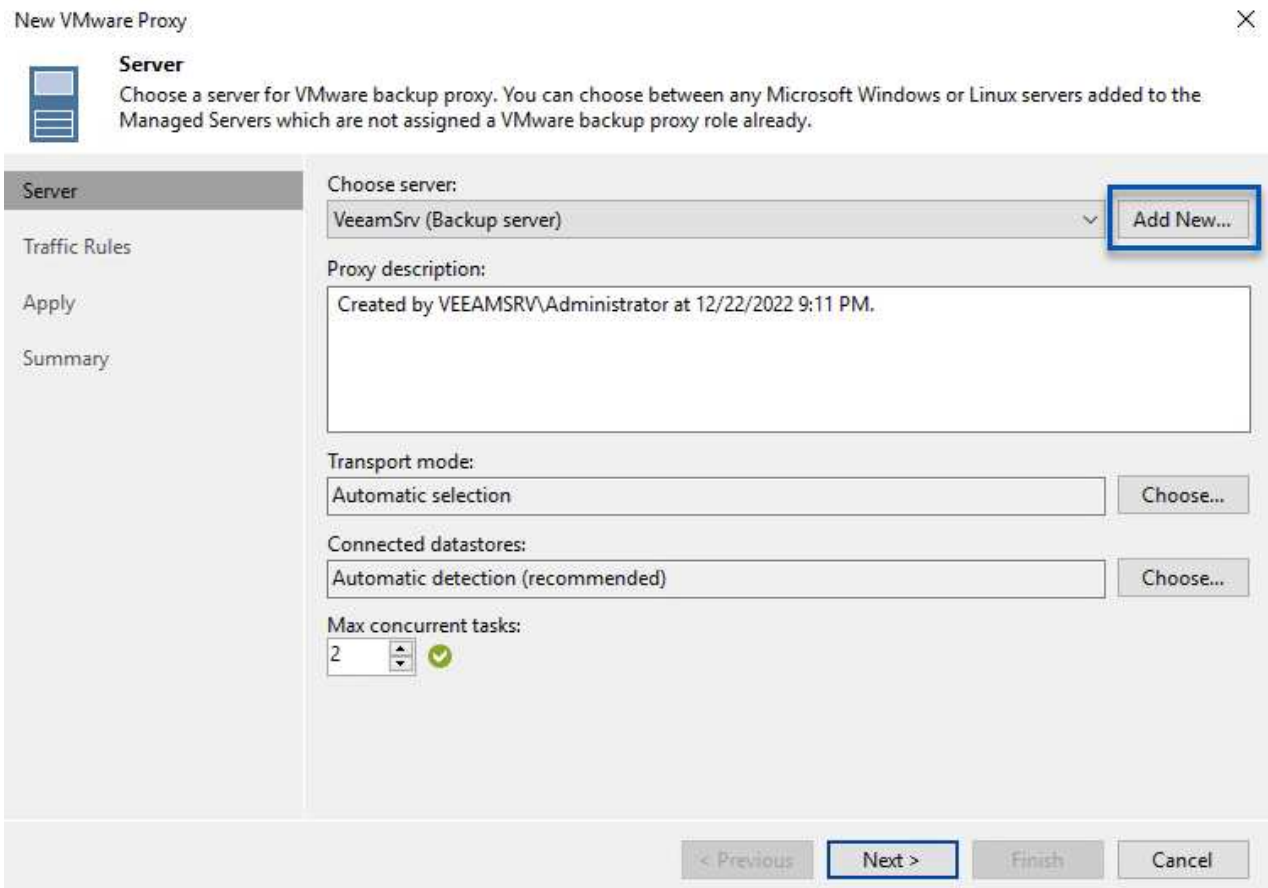 New VMware Proxy
Server
Choose a server for VMware backup proxy. You can choose between any Microsoft Windows or Linux servers added to the
Managed Servers which are not assigned a VMware backup proxy role already.
Server
Traffic Rules
Apply
Summary
Choose server:
VeeamSrv (Backup server)
Add New...
Proxy description:
Created by VEEAMSRV\Administrator at 12/22/2022 9:11 PM.
Transport mode:
Automatic selection
Choose...
Connected datastores:
Automatic detection (recommended)
Choose...
Max concurrent tasks:
2
< Previous
Next >
Finish
Cancel